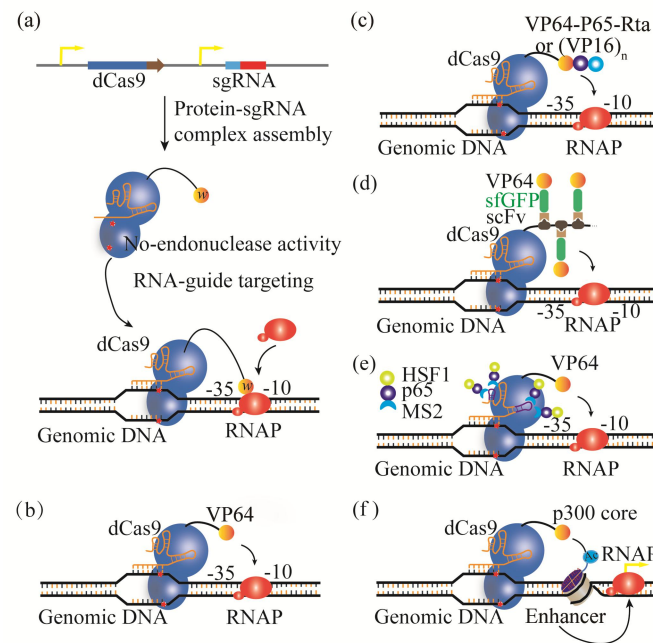 (a)
dCas9
sgRNA
Protein-sgRNA
complex assembly
w
No-endonuclease activity
RNA-guide targeting
dCas9
-35
w
-10
Genomic DNA
RNAP
(b)
VP64
dCas9
-35
-10
Genomic DNA
RNAP
(c)
VP64-P65-Rta
or (VP16)n
dCas9
-35
-10
Genomic DNA
RNAP
(d)
VP64
sfGFP
scFv
dCas9
-35
-10
Genomic DNA
RNAP
(e)
HSF1
p65
MS2
VP64
-35
-10
Genomic DNA
RNAP
(f)
p300 core
dCas9
Ac
RNAP
Genomic DNA
Enhancer